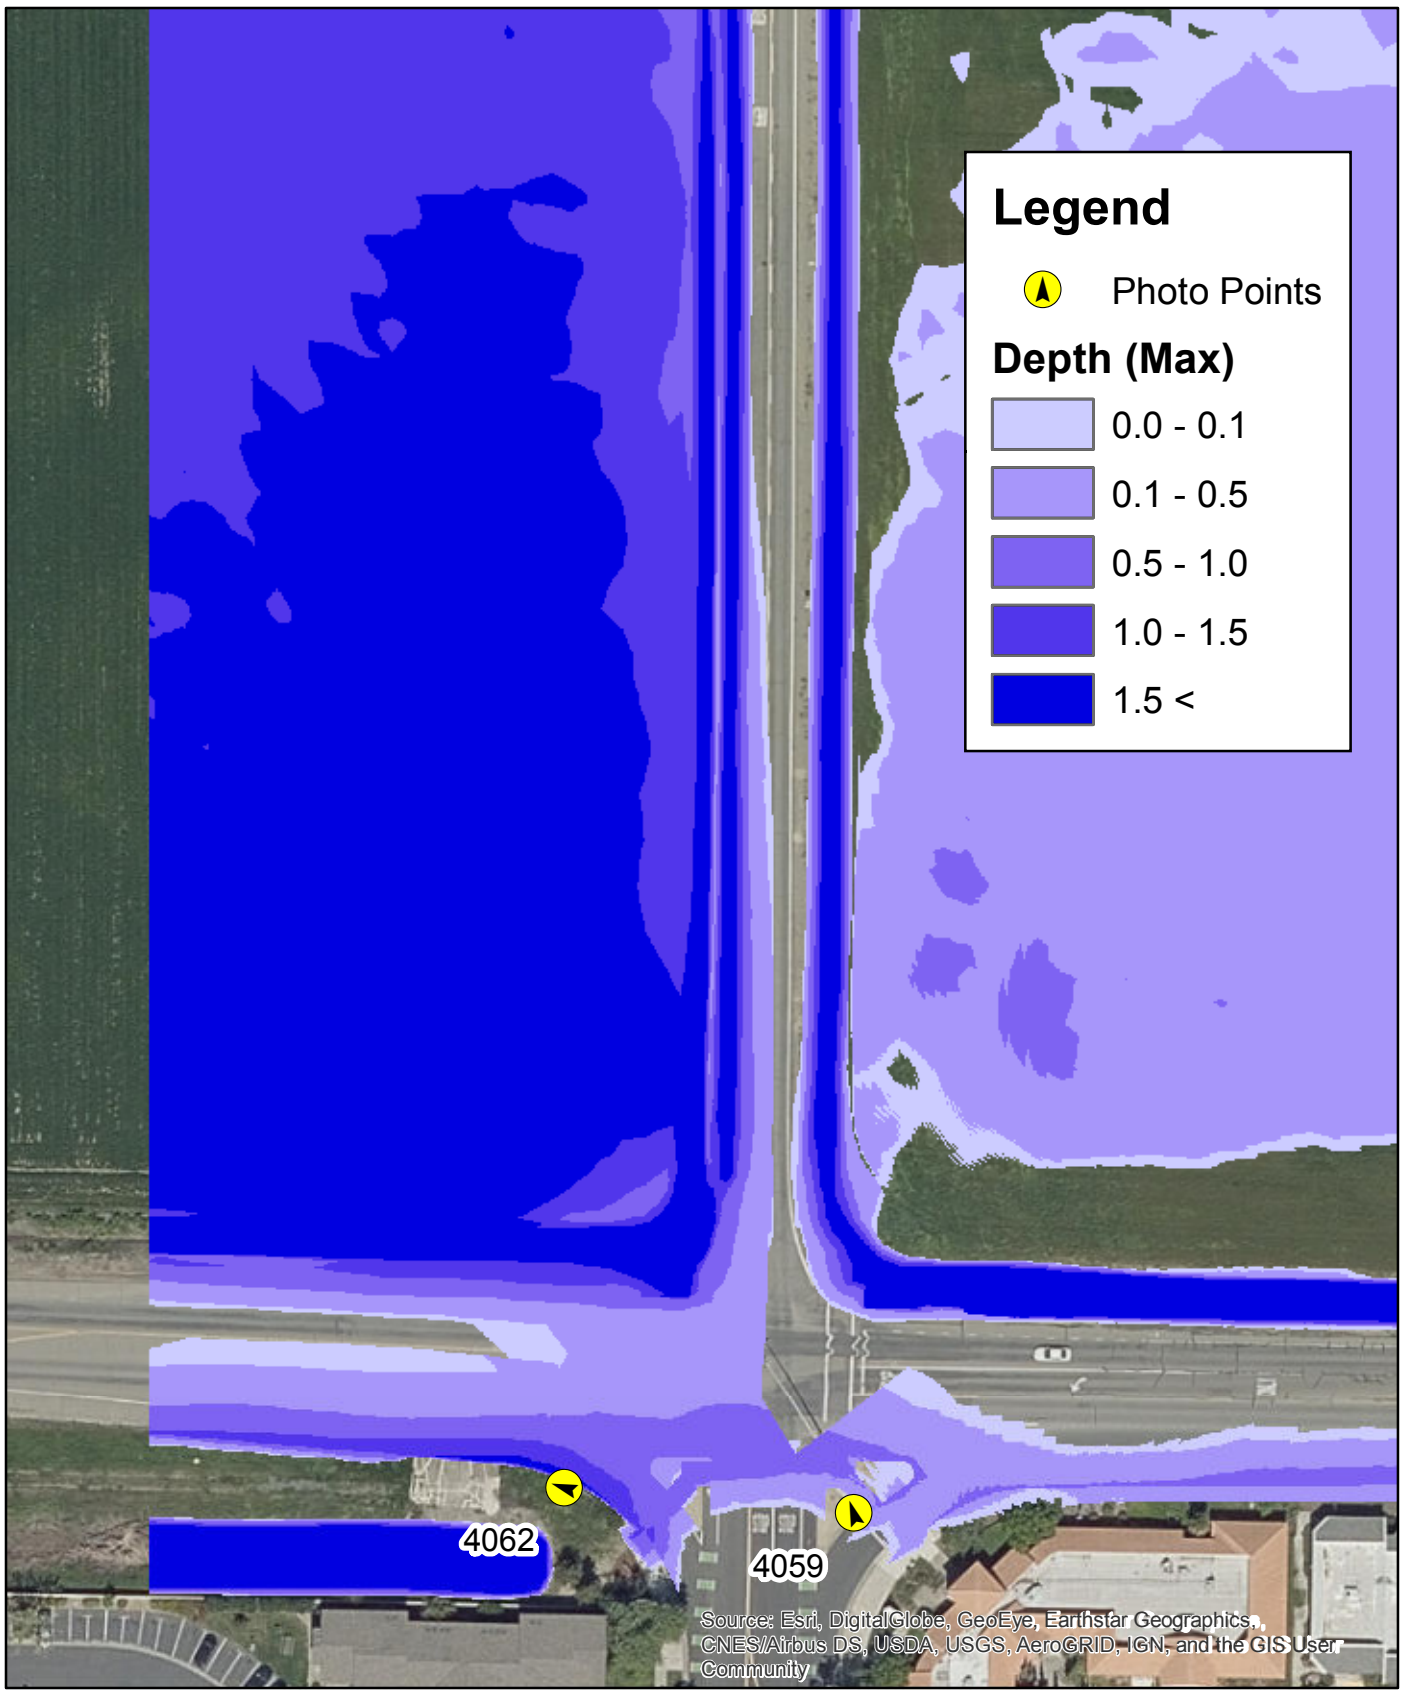 Legend
Photo Points
Depth (Max)
0.0 - 0.1
0.1 - 0.5
0.5 - 1.0
1.0 - 1.5
1.5 <
4062
4059
Source: Esri, DigitalGlobe, GeoEye, Earthstar Geographics,
CNES/Airbus DS, USDA, USGS, AeroGRID, IGN, and the GIS User
Community